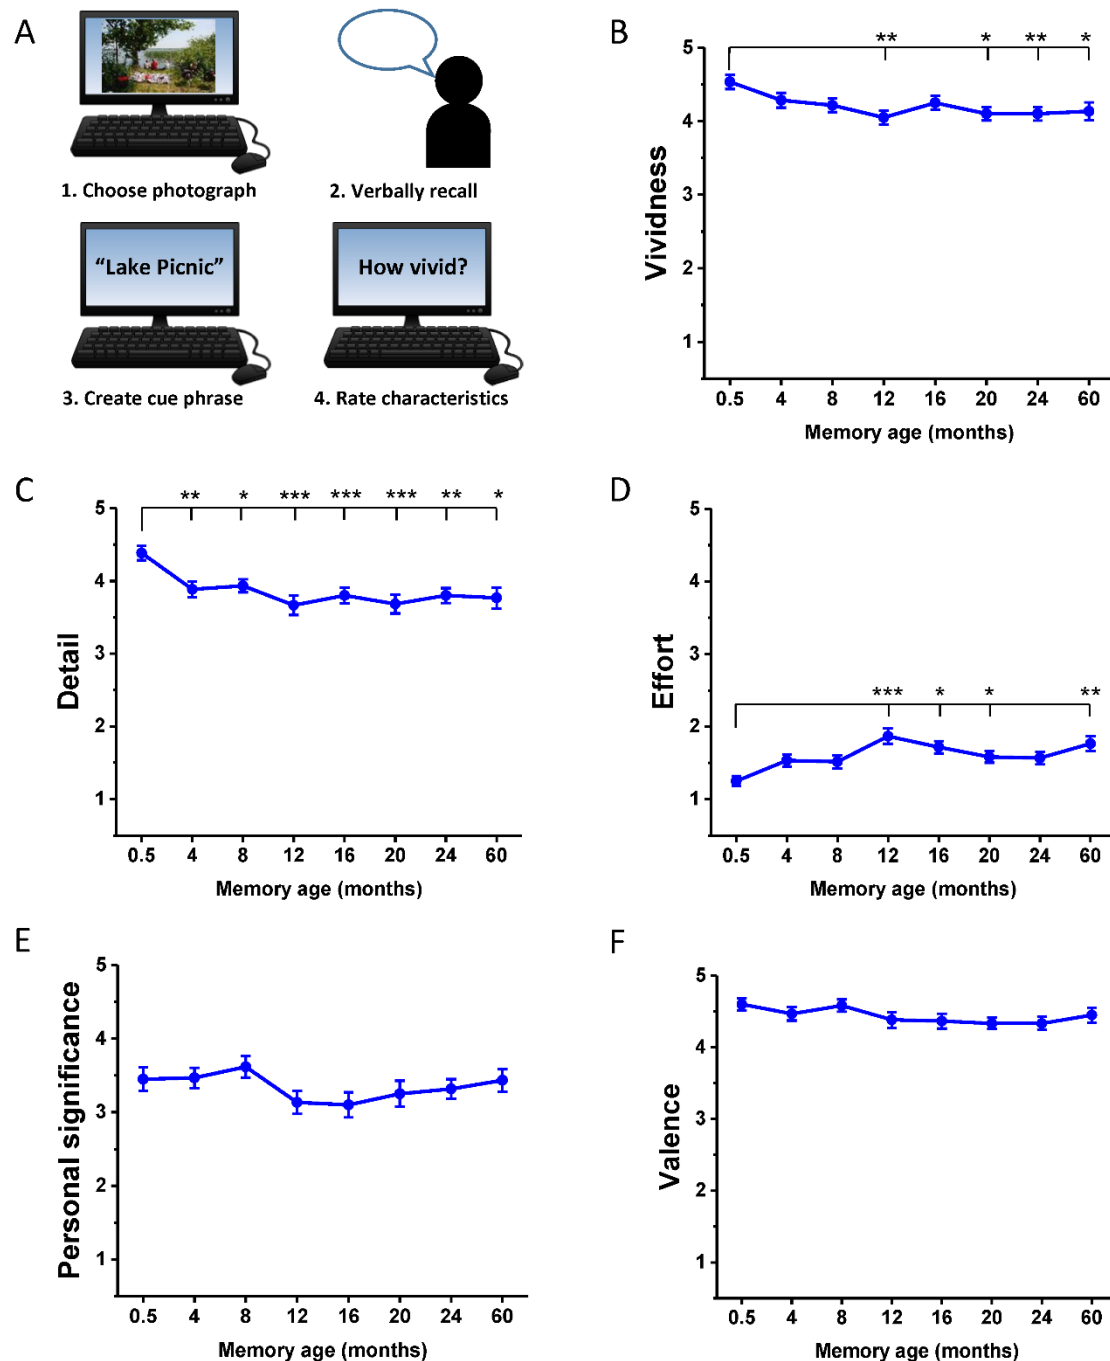 A
1. Choose photograph
2. Verbally recall
“Lake Picnic”
How vivid?
3. Create cue phrase
4. Rate characteristics
B
** * ** *
5
4
3
2
1
Vividness
0.5 4 8 12 16 20 24 60
Memory age (months)
C
** * *** *** *** ** *
5
4
3
2
1
Detail
0.5 4 8 12 16 20 24 60
Memory age (months)
D
5
4
3
2
1
*** * * **
Effort
0.5 4 8 12 16 20 24 60
Memory age (months)
E
5
4
3
2
1
Personal significance
0.5 4 8 12 16 20 24 60
Memory age (months)
F
5
4
3
2
1
Valence
0.5 4 8 12 16 20 24 60
Memory age (months)